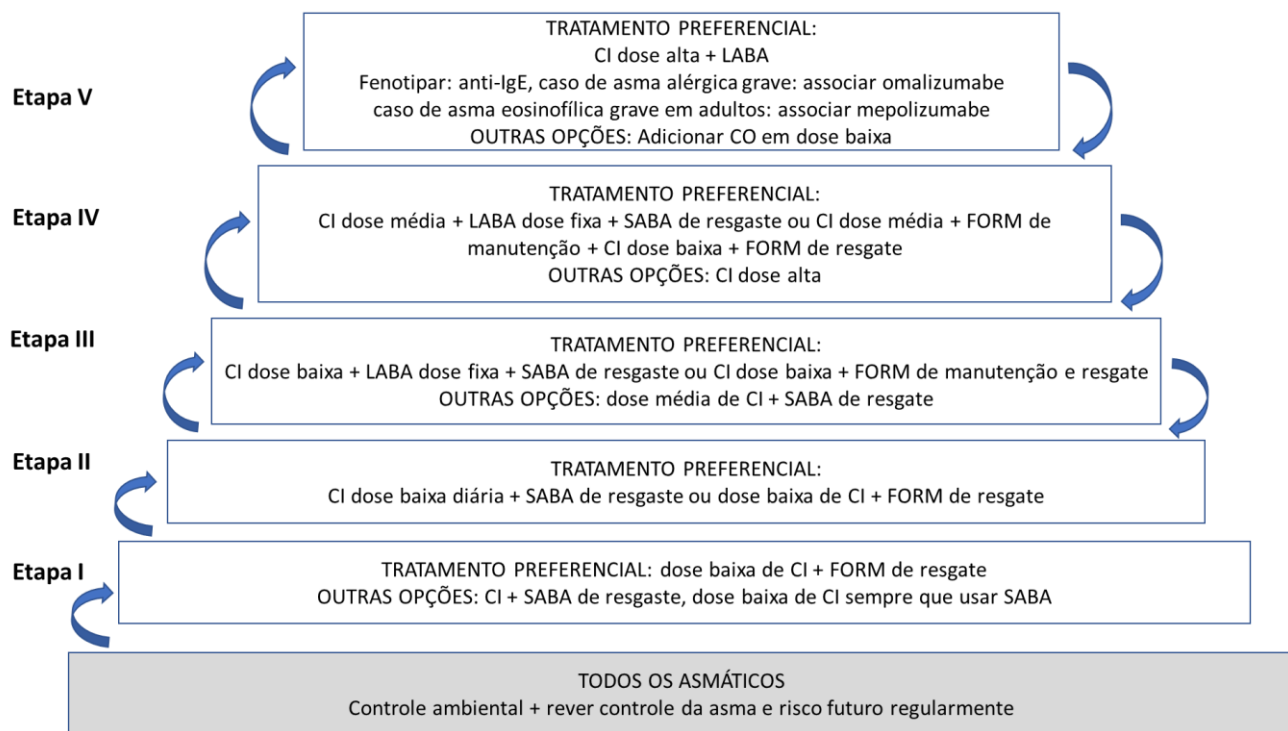 Etapa V
TRATAMENTO PREFERENCIAL:
CI dose alta + LABA
Fenotipar: anti-IgE, caso de asma alérgica grave: associar omalizumabe
caso de asma eosinofílica grave em adultos: associar mepolizumabe
OUTRAS OPÇÕES: Adicionar CO em dose baixa
Etapa IV
TRATAMENTO PREFERENCIAL:
CI dose média + LABA dose fixa + SABA de resgaste ou CI dose média + FORM de
manutenção + CI dose baixa + FORM de resgate
OUTRAS OPÇÕES: CI dose alta
Etapa III
TRATAMENTO PREFERENCIAL:
CI dose baixa + LABA dose fixa + SABA de resgaste ou CI dose baixa + FORM de manutenção e resgate
OUTRAS OPÇÕES: dose média de CI + SABA de resgate
Etapa II
TRATAMENTO PREFERENCIAL:
CI dose baixa diária + SABA de resgaste ou dose baixa de CI + FORM de resgate
Etapa I
TRATAMENTO PREFERENCIAL: dose baixa de CI + FORM de resgate
OUTRAS OPÇÕES: CI + SABA de resgaste, dose baixa de CI sempre que usar SABA
TODOS OS ASMÁTICOS
Controle ambiental + rever controle da asma e risco futuro regularmente